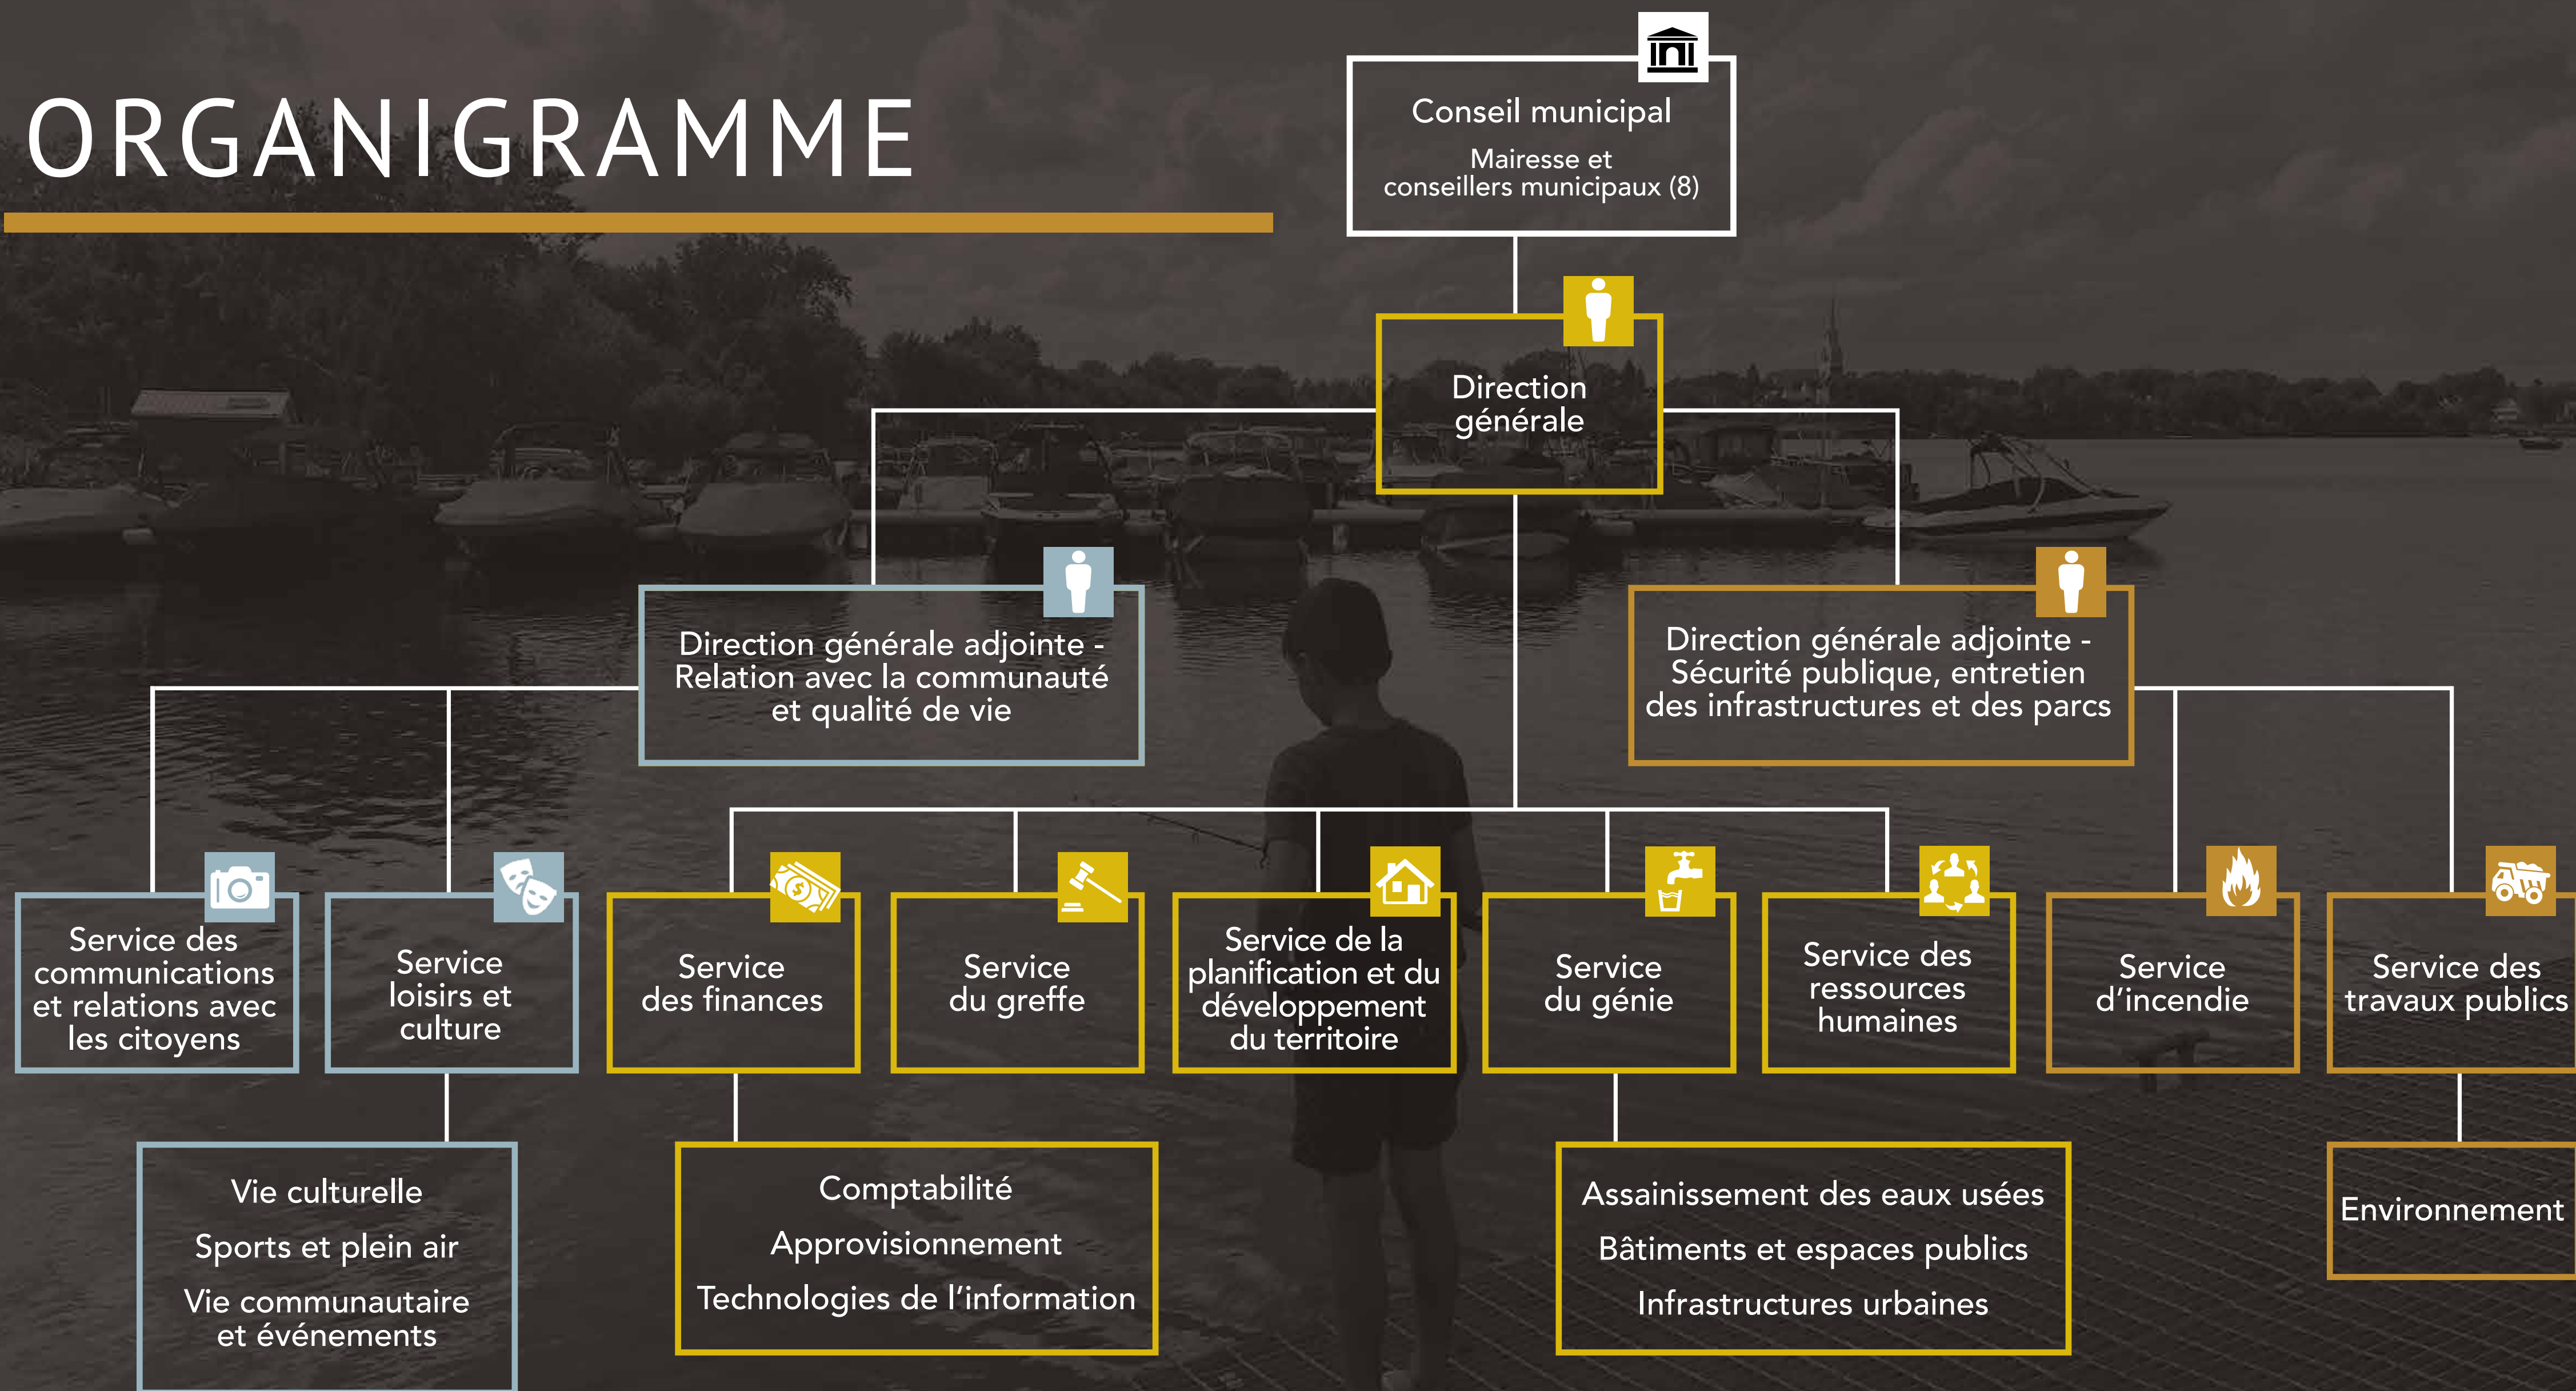 ORGANIGRAMME
Conseil municipal
Mairesse et
conseillers municipaux (8)
Direction
générale
Direction générale adjointe -
Relation avec la communauté
et qualité de vie
Direction générale adjointe -
Sécurité publique, entretien
des infrastructures et des parcs
Service des
communications
et relations avec
les citoyens
Service
loisirs et
culture
Service
des finances
Service
du greffe
Service de la
planification et du
développement
du territoire
Service
du génie
Service des
ressources
humaines
Service
d'incendie
Service des
travaux publics
Vie culturelle
Sports et plein air
Vie communautaire
et événements
Comptabilité
Approvisionnement
Technologies de l'information
Assainissement des eaux usées
Bâtiments et espaces publics
Infrastructures urbaines
Environnement